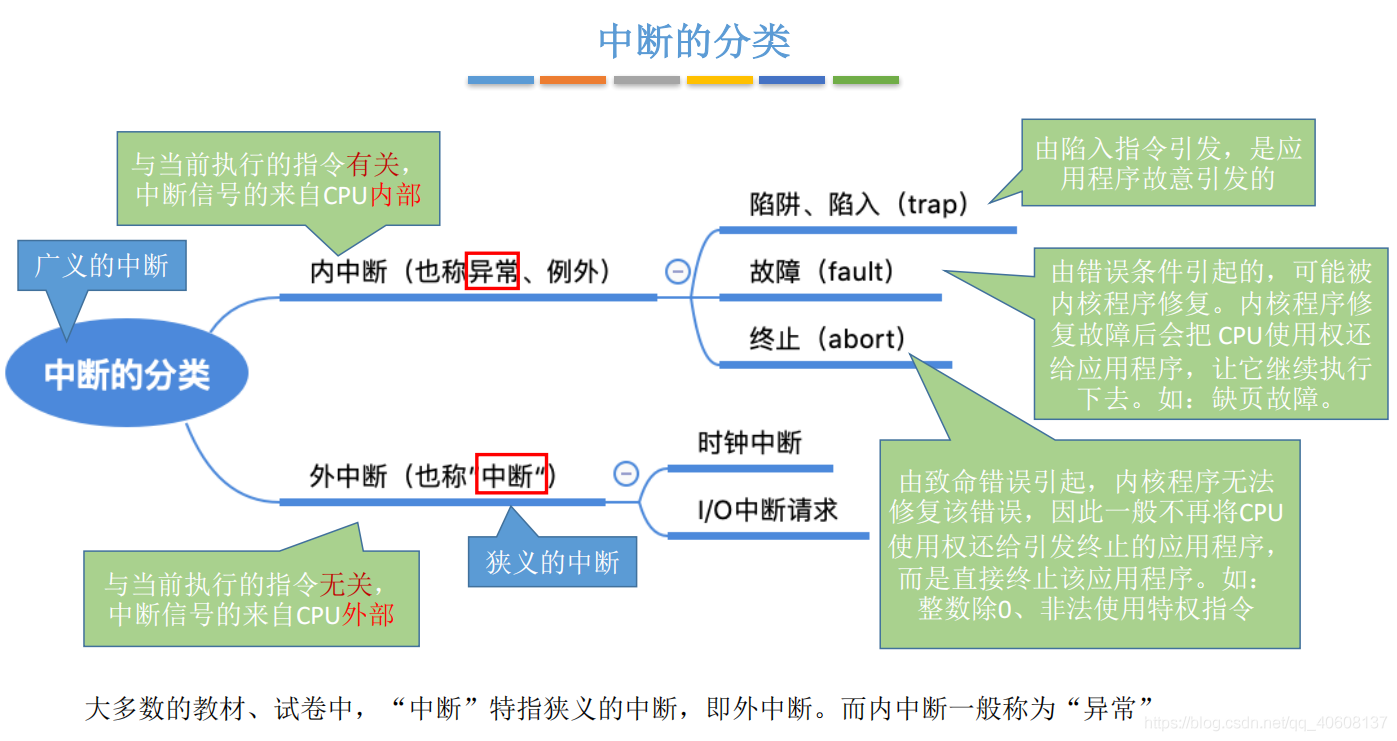 中断的分类
与当前执行的指令有关，
中断信号的来自CPU内部
由陷入指令引发，是应
用程序故意引发的
陷阱、陷入（trap）
广义的中断
内中断（也称异常、例外）
故障（fault）
由错误条件引起的，可能被
内核程序修复。内核程序修
复故障后会把 CPU使用权还
给应用程序，让它继续执行
下去。如：缺页故障。
终止（abort）
中断的分类
时钟中断
外中断（也称”中断“）
I/O中断请求
由致命错误引起，内核程序无法
修复该错误，因此一般不再将CPU
使用权还给引发终止的应用程序，
而是直接终止该应用程序。如：
整数除0、非法使用特权指令
狭义的中断
与当前执行的指令无关，
中断信号的来自CPU外部
大多数的教材、试卷中，“中断”特指狭义的中断，即外中断。而内中断一般称为“异常”
https://blog.csdn.net/qq_40608137